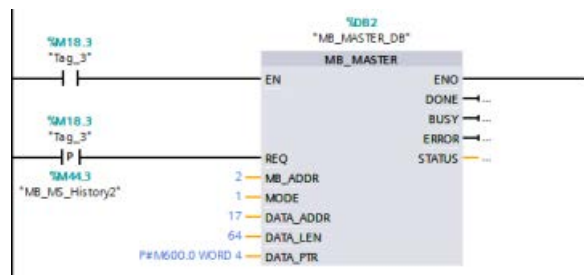 %DB2
"MB_MASTER_DB"
%M18.3
"Tag_3"
MB_MASTER
EN
ENO
DONE
...
BUSY
...
ERROR
...
%M18.3
"Tag_3"
P
REQ
STATUS
...
%M44.3
"MB_MS_History2"
2
MB_ADDR
1
MODE
17
DATA_ADDR
64
DATA_LEN
P#M600.0 WORD 4
DATA_PTR